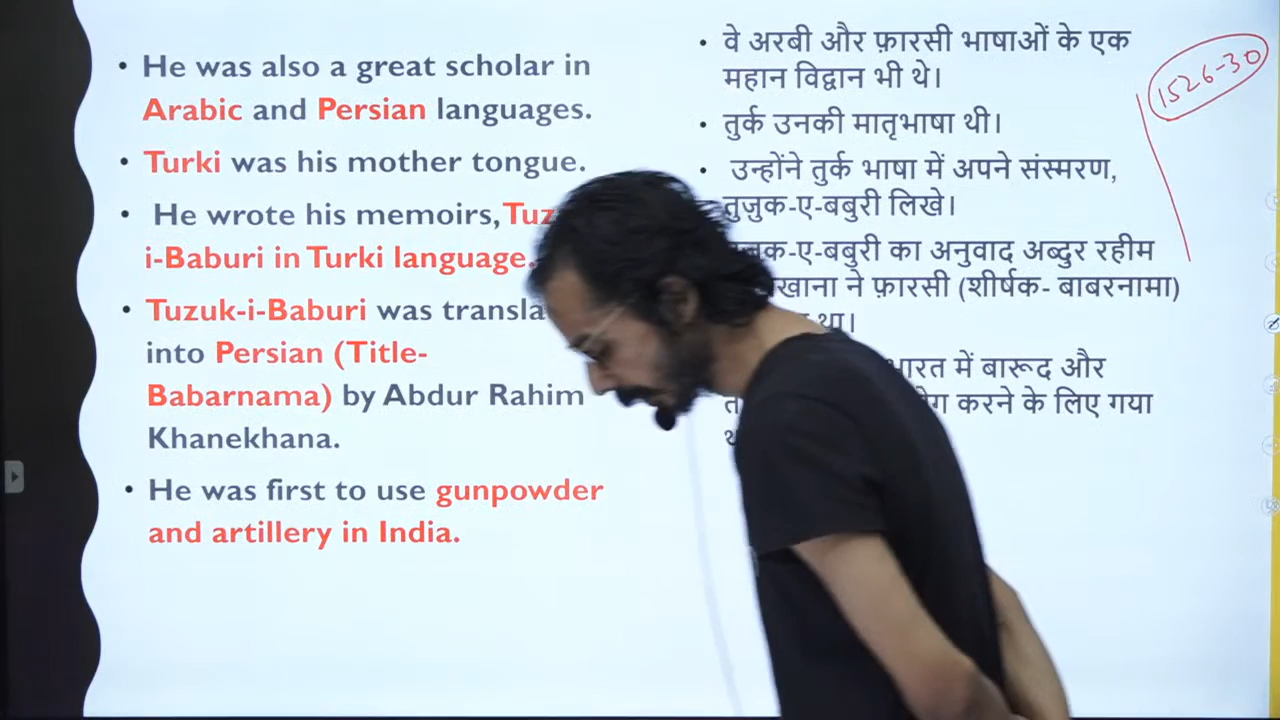 • He was also a great scholar in
Arabic and Persian languages.
• Turki was his mother tongue.
• He wrote his memoirs, Tuz
i-Baburi in Turki language.
• Tuzuk-i-Baburi was transla
into Persian (Title-
Babarnama) by Abdur Rahim
Khanekhana.
• He was first to use gunpowder
and artillery in India.
• वे अरबी और फ़ारसी भाषाओं के एक
महान विद्वान भी थे।
• तुर्क उनकी मातृभाषा थी।
• उन्होंने तुर्क भाषा में अपने संस्मरण,
तुजुक-ए-बबुरी लिखे।
-ए-बबुरी का अनुवाद अब्दुर रहीम
ने फ़ारसी (शीर्षक- बाबरनामा)
था।
में बारूद और
करने के लिए गया
1526-30